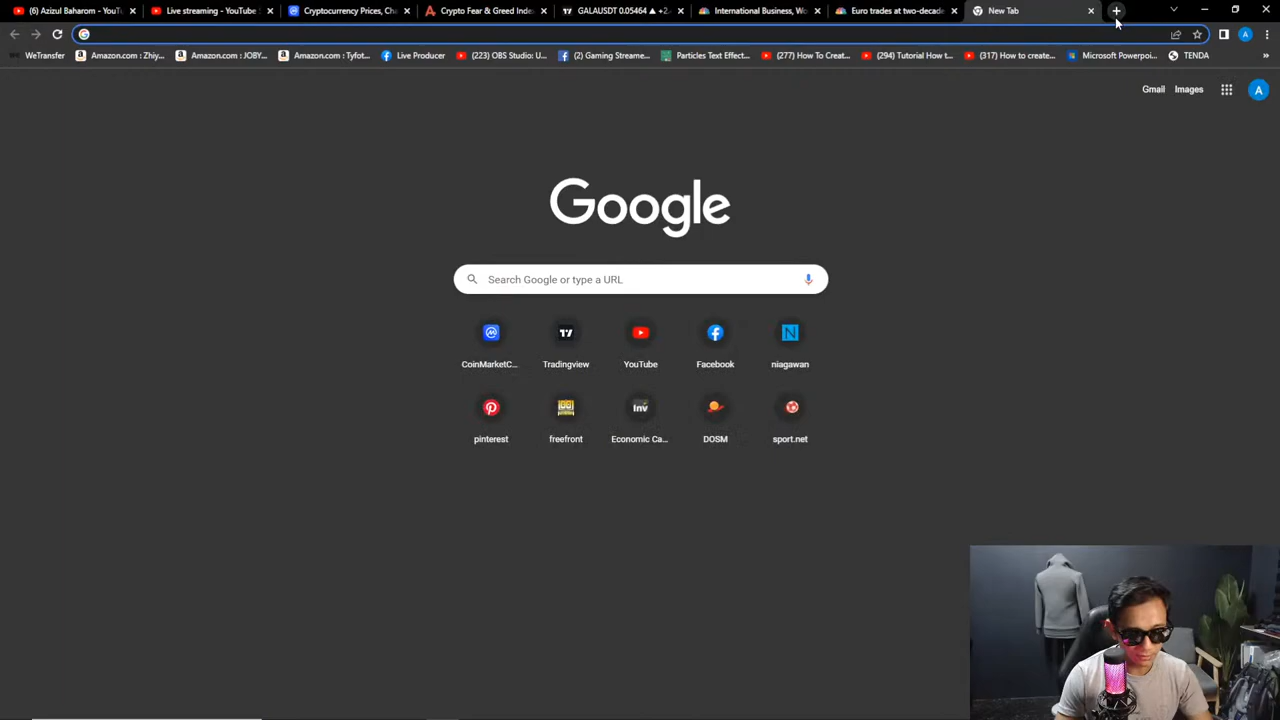 (6) Azizul Baharom - YouTu
Live streaming - YouTube S
Cryptocurrency Prices, Cha
Crypto Fear & Greed Index
GALAUSDT 0.05464 ▲ +2.
International Business, Wo
Euro trades at two-decade
New Tab
WeTransfer
Amazon.com : Zhiy...
Amazon.com : JOBY...
Amazon.com : Tyfot...
Live Producer
(223) OBS Studio: U...
(2) Gaming Streame...
Particles Text Effect...
(277) How To Creat...
(294) Tutorial How t...
(317) How to create...
Microsoft Powerpoi...
TENDA
Gmail
Images
A
Google
Search Google or type a URL
CoinMarketC...
Tradingview
YouTube
Facebook
niagawan
pinterest
freefront
Economic Ca...
DOSM
sport.net